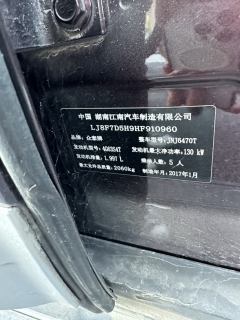 中国 湖南江南汽车制造有限公司
LJ8F7D5H9HF910960
品牌：众泰牌 整车型号：JNJ6470T
发动机型号：4G63S4T 发动机最大净功率：130 kW
发动机排量：1.997 L 乘坐人数：5 人
最大允许总质量：2060kg 制造年月：2017年1月